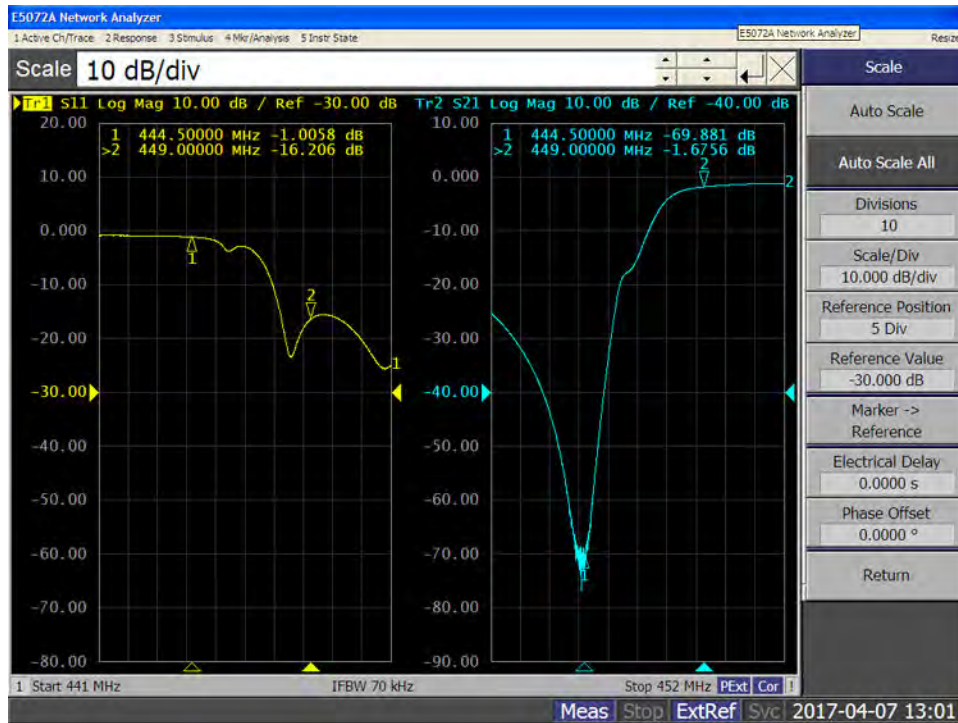 E5072A Network Analyzer
1 Active Ch/Trace 2 Response 3 Stimulus 4 Mkr/Analysis 5 Instr State
E5072A Network Analyzer
Resize
Scale 10 dB/div
Scale
Tr1 S11 Log Mag 10.00 dB / Ref -30.00 dB
20.00
1 444.50000 MHz -1.0058 dB
>2 449.00000 MHz -16.206 dB
10.00
0.000
-10.00
-20.00
-30.00
-40.00
-50.00
-60.00
-70.00
-80.00
1
2
1
Tr2 S21 Log Mag 10.00 dB / Ref -40.00 dB
10.00
1 444.50000 MHz -69.881 dB
>2 449.00000 MHz -1.6756 dB
0.000
-10.00
-20.00
-30.00
-40.00
-50.00
-60.00
-70.00
-80.00
-90.00
2
2
1
Auto Scale
Auto Scale All
Divisions
10
Scale/Div
10.000 dB/div
Reference Position
5 Div
Reference Value
-30.000 dB
Marker ->
Reference
Electrical Delay
0.0000 s
Phase Offset
0.0000 °
Return
1 Start 441 MHz IFBW 70 kHz Stop 452 MHz PExt Cor !
Meas Stop ExtRef Svc 2017-04-07 13:01